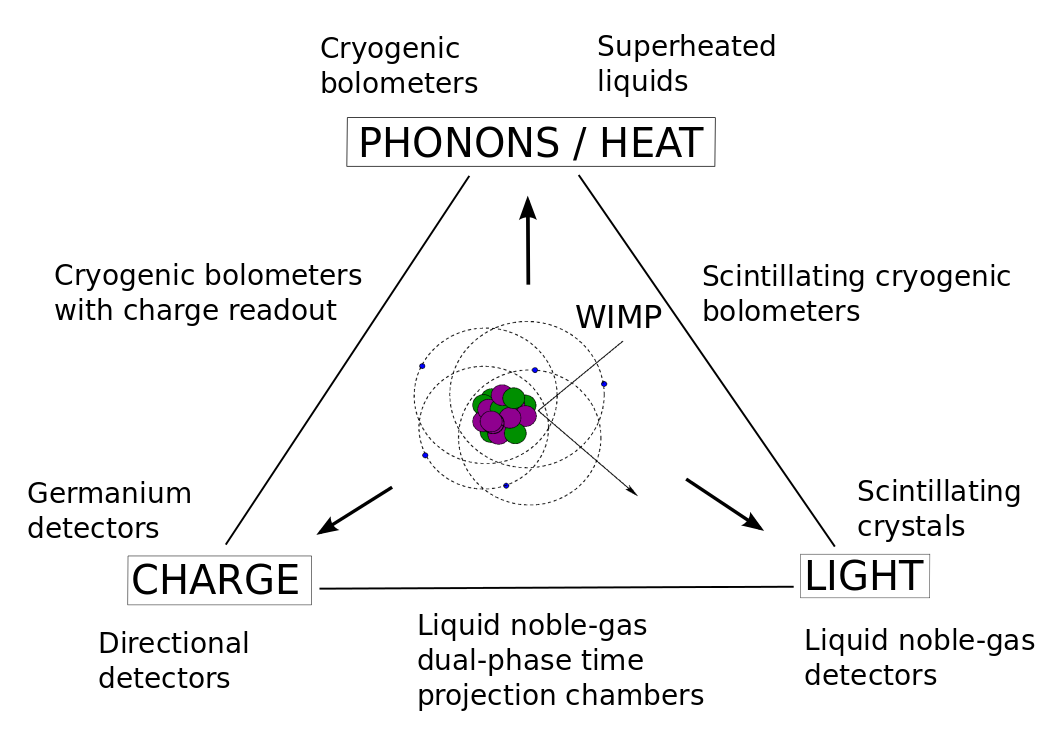 Cryogenic
bolometers
Superheated
liquids
PHONONS / HEAT
Cryogenic bolometers
with charge readout
Scintillating cryogenic
bolometers
WIMP
Germanium
detectors
Scintillating
crystals
CHARGE
LIGHT
Directional
detectors
Liquid noble-gas
dual-phase time
projection chambers
Liquid noble-gas
detectors